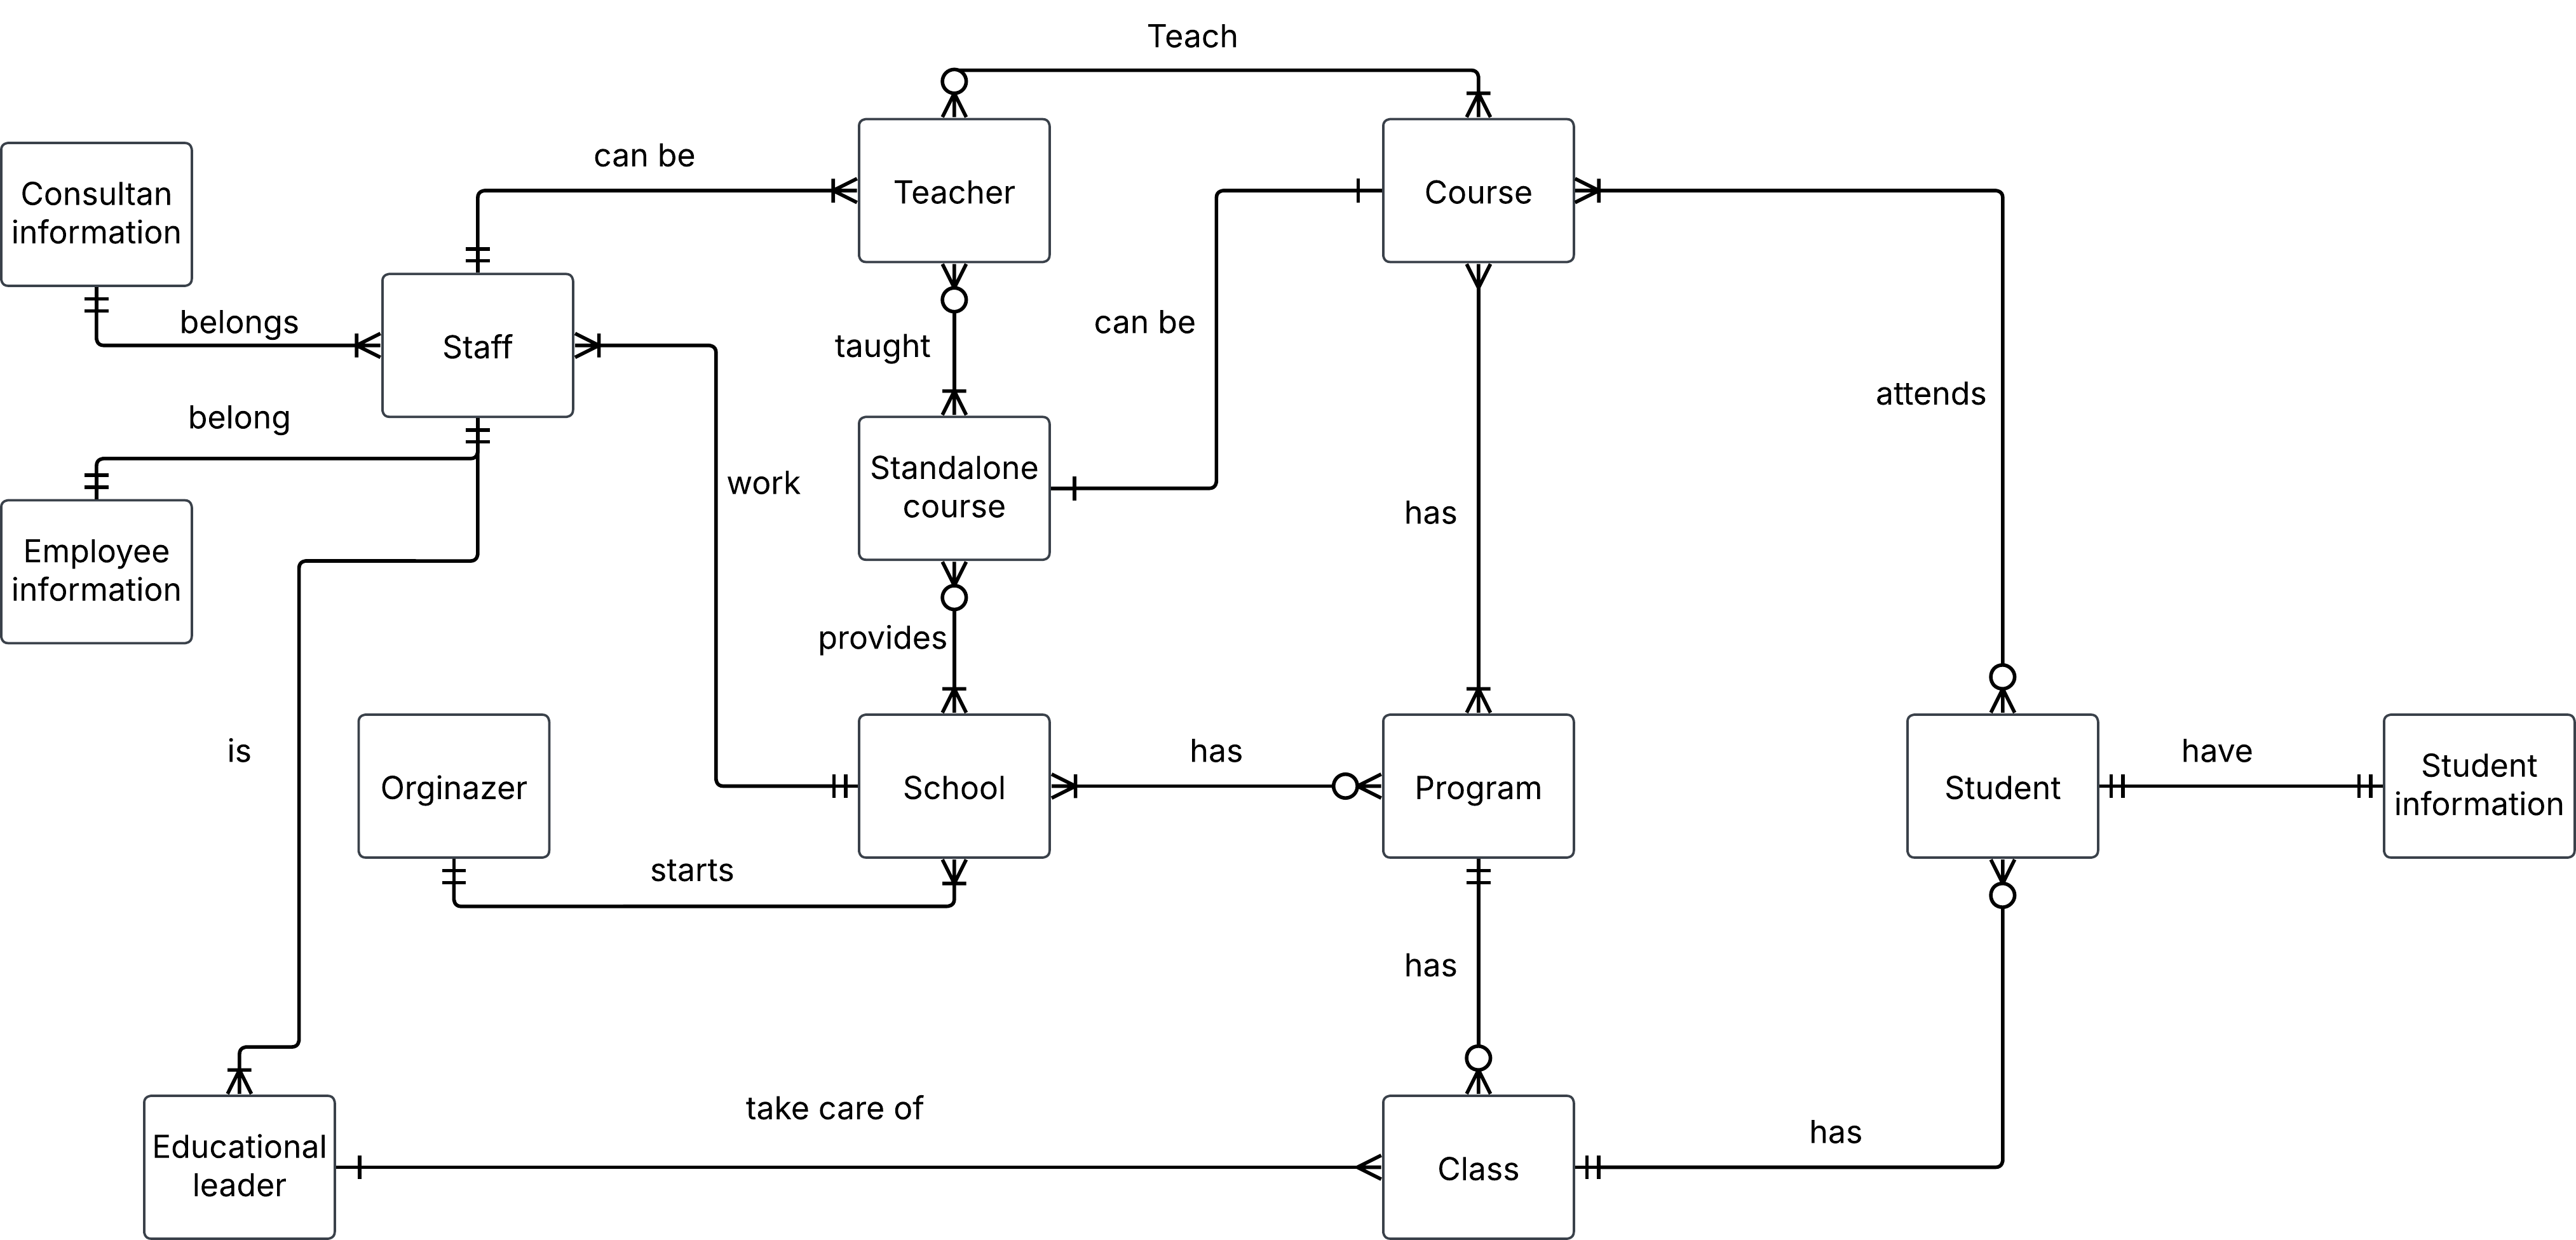 Teach
can be
Consultan
information
Teacher
Course
belongs
Staff
can be
taught
attends
belong
Standalone
course
work
has
Employee
information
provides
is
Orginazer
School
has
Program
Student
have
Student
information
starts
has
take care of
has
Educational
leader
Class